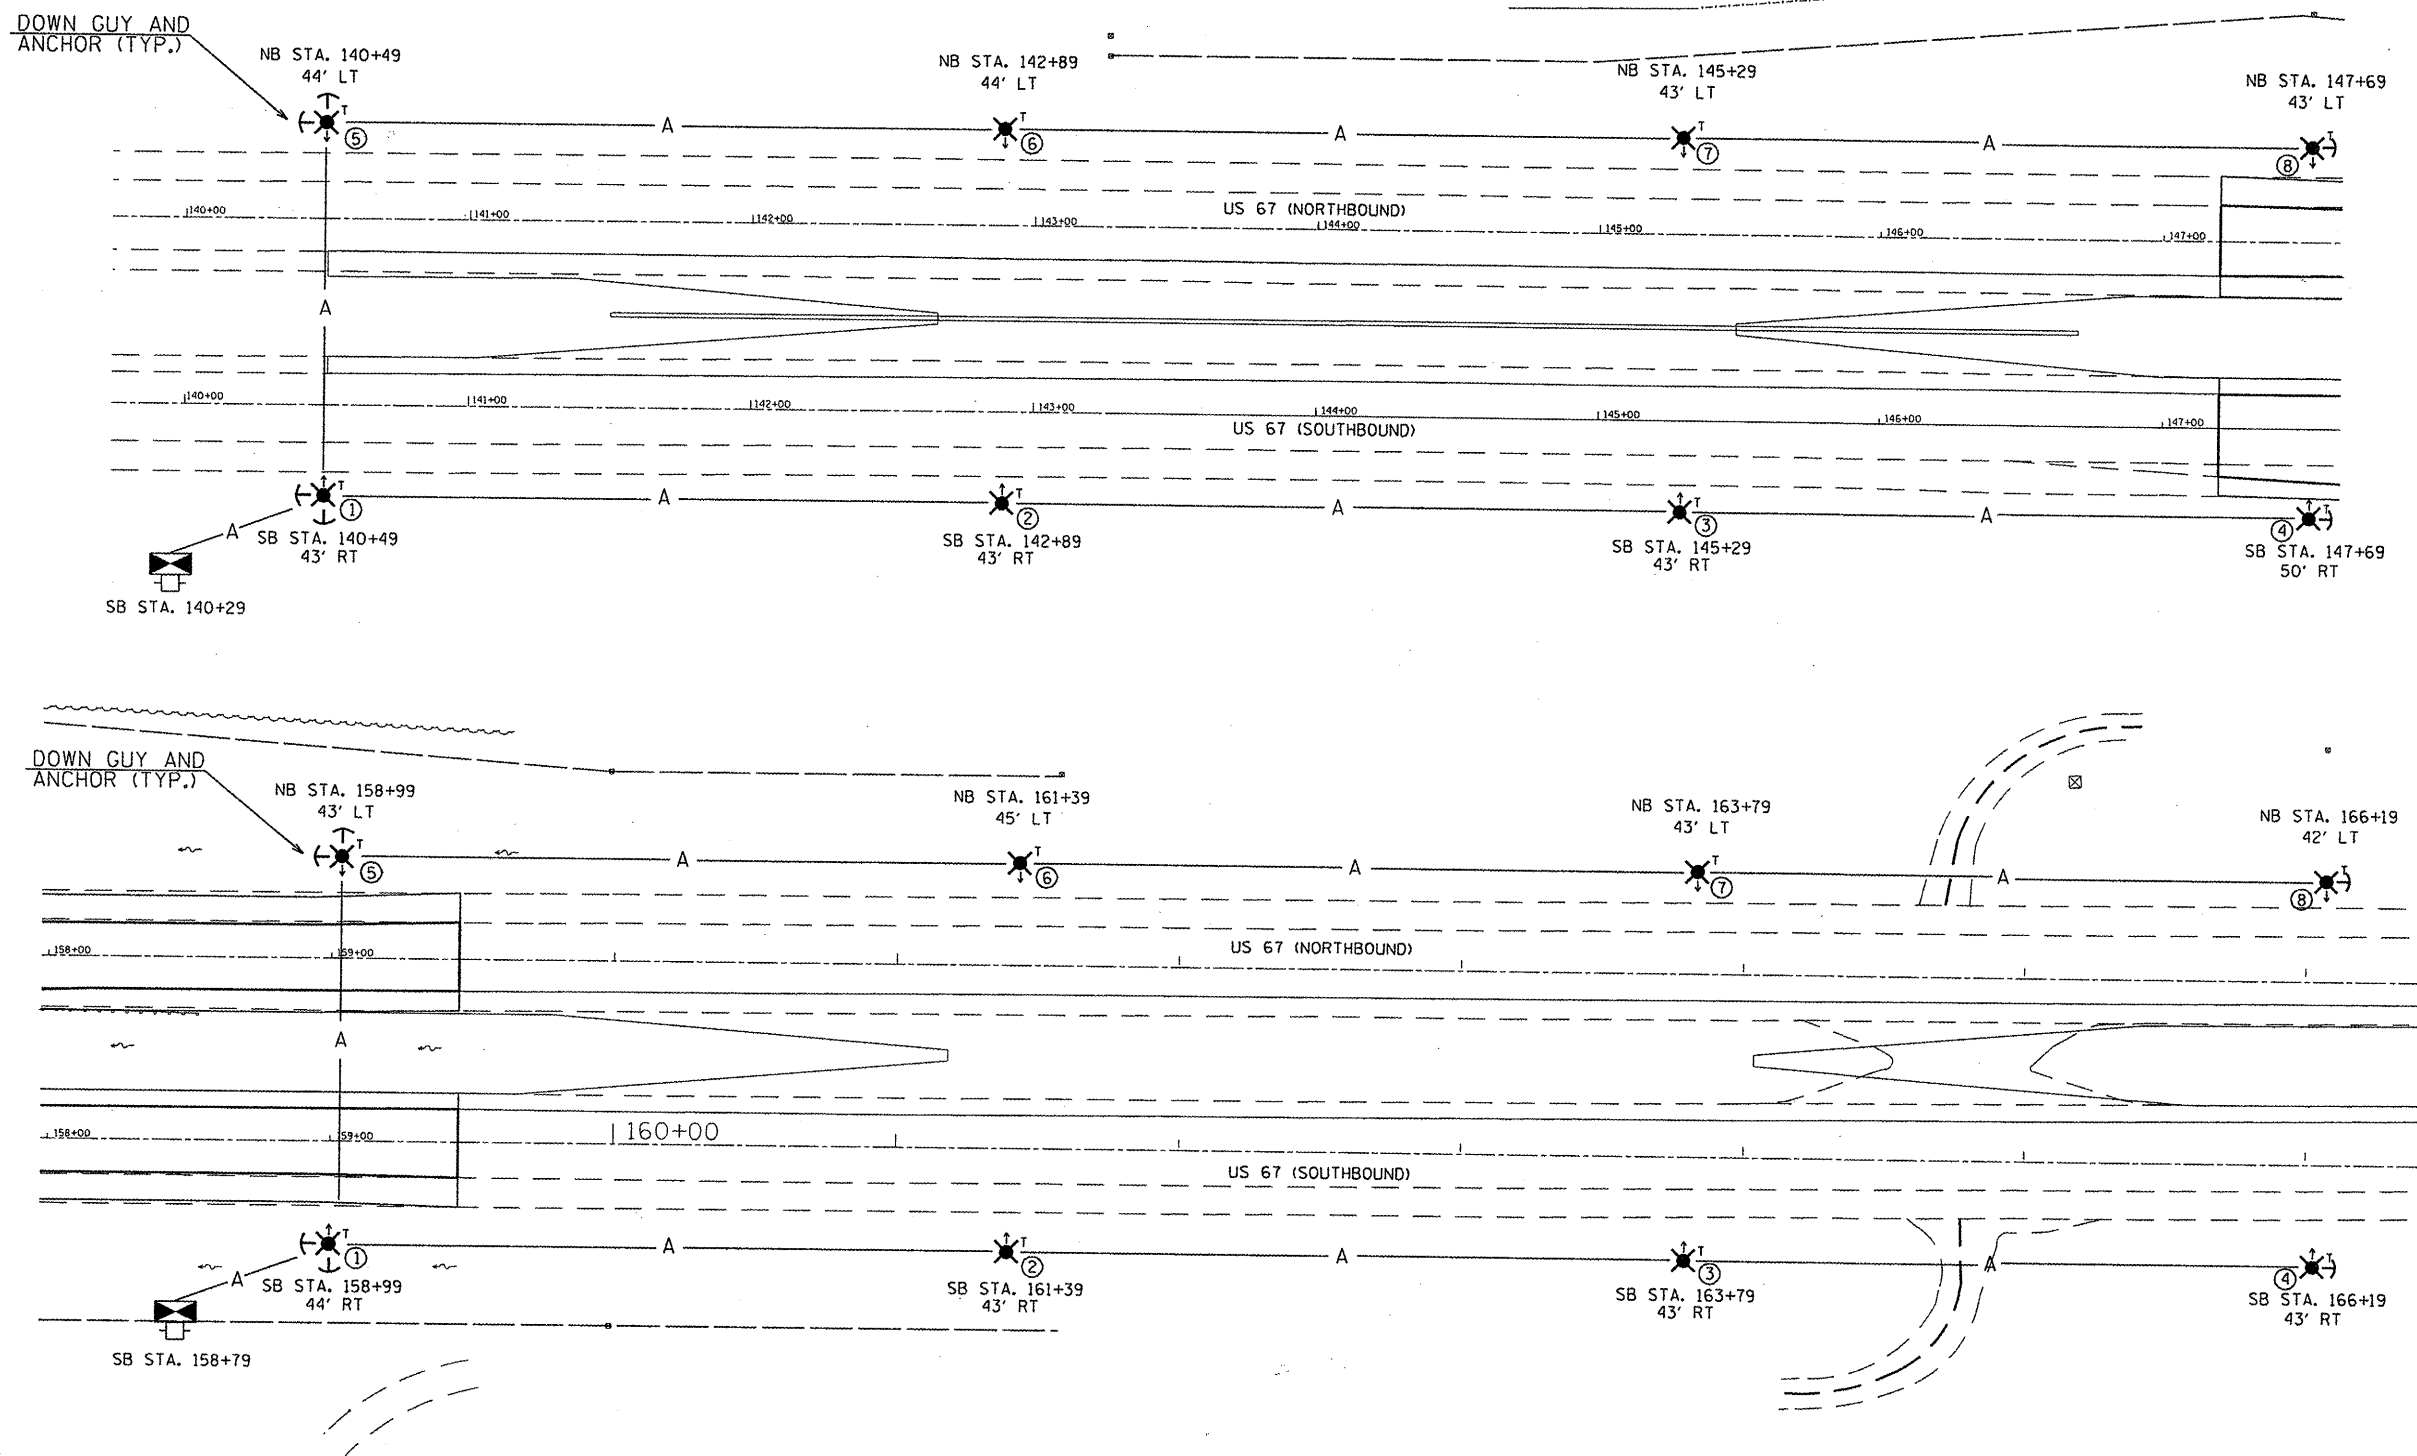 DOWN GUY AND
ANCHOR (TYP.)
NB STA. 140+49
44' LT
NB STA. 142+89
44' LT
NB STA. 145+29
43' LT
NB STA. 147+69
43' LT
T
T
T
T
5
6
7
8
A
A
A
140+00
141+00
142+00
143+00
144+00
145+00
146+00
147+00
US 67 (NORTHBOUND)
A
140+00
141+00
142+00
143+00
144+00
145+00
146+00
147+00
US 67 (SOUTHBOUND)
T
T
T
T
1
2
3
4
A
A
A
A
SB STA. 140+49
43' RT
SB STA. 142+89
43' RT
SB STA. 145+29
43' RT
SB STA. 147+69
50' RT
SB STA. 140+29
DOWN GUY AND
ANCHOR (TYP.)
NB STA. 158+99
43' LT
NB STA. 161+39
45' LT
NB STA. 163+79
43' LT
NB STA. 166+19
42' LT
T
T
T
T
5
6
7
8
A
A
A
US 67 (NORTHBOUND)
158+00
159+00
A
158+00
159+00
160+00
US 67 (SOUTHBOUND)
T
T
T
T
1
2
3
4
A
A
A
A
SB STA. 158+99
44' RT
SB STA. 161+39
43' RT
SB STA. 163+79
43' RT
SB STA. 166+19
43' RT
SB STA. 158+79